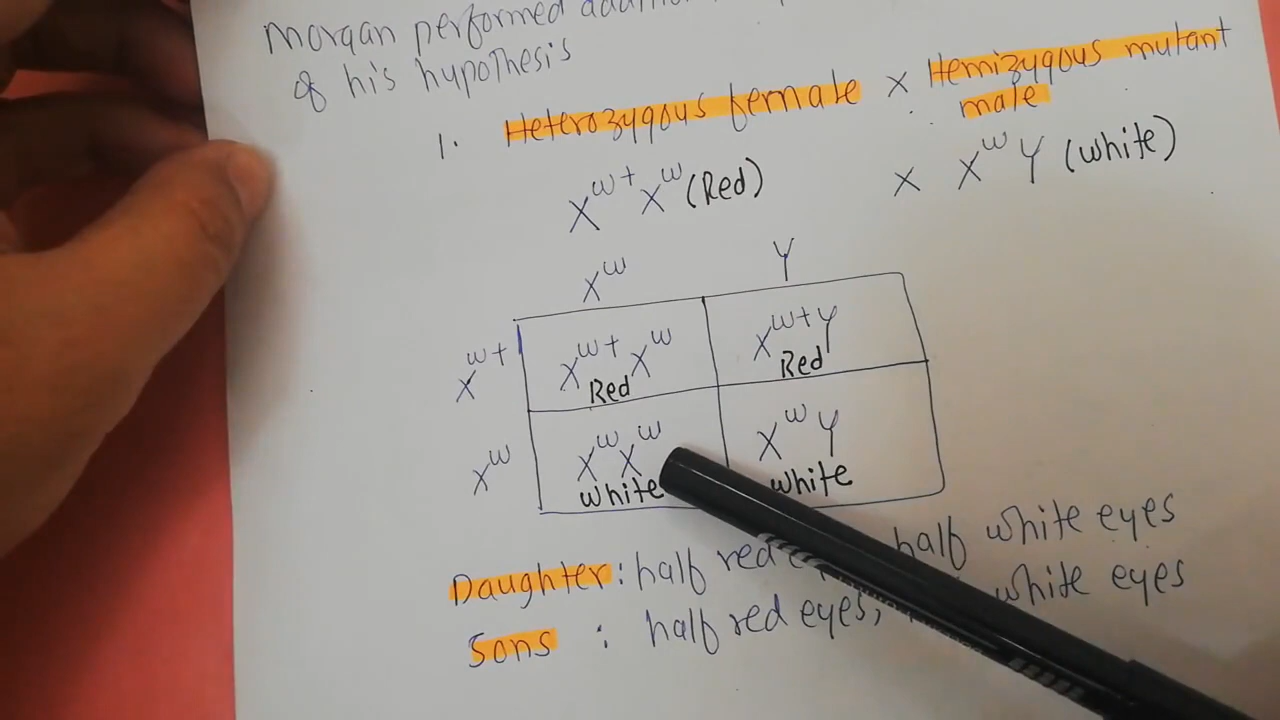 Morgan performed
of his hypothesis
1. Heterozygous female × Hemizygous mutant male
X^w+ X^w (Red) × X^w Y (white)
X^w Y
X^w+ X^w+ X^w X^w+ Y
Red Red
X^w X^w X^w X^w Y
white white
Daughter: half red half white eyes
Sons : half red eyes, white eyes